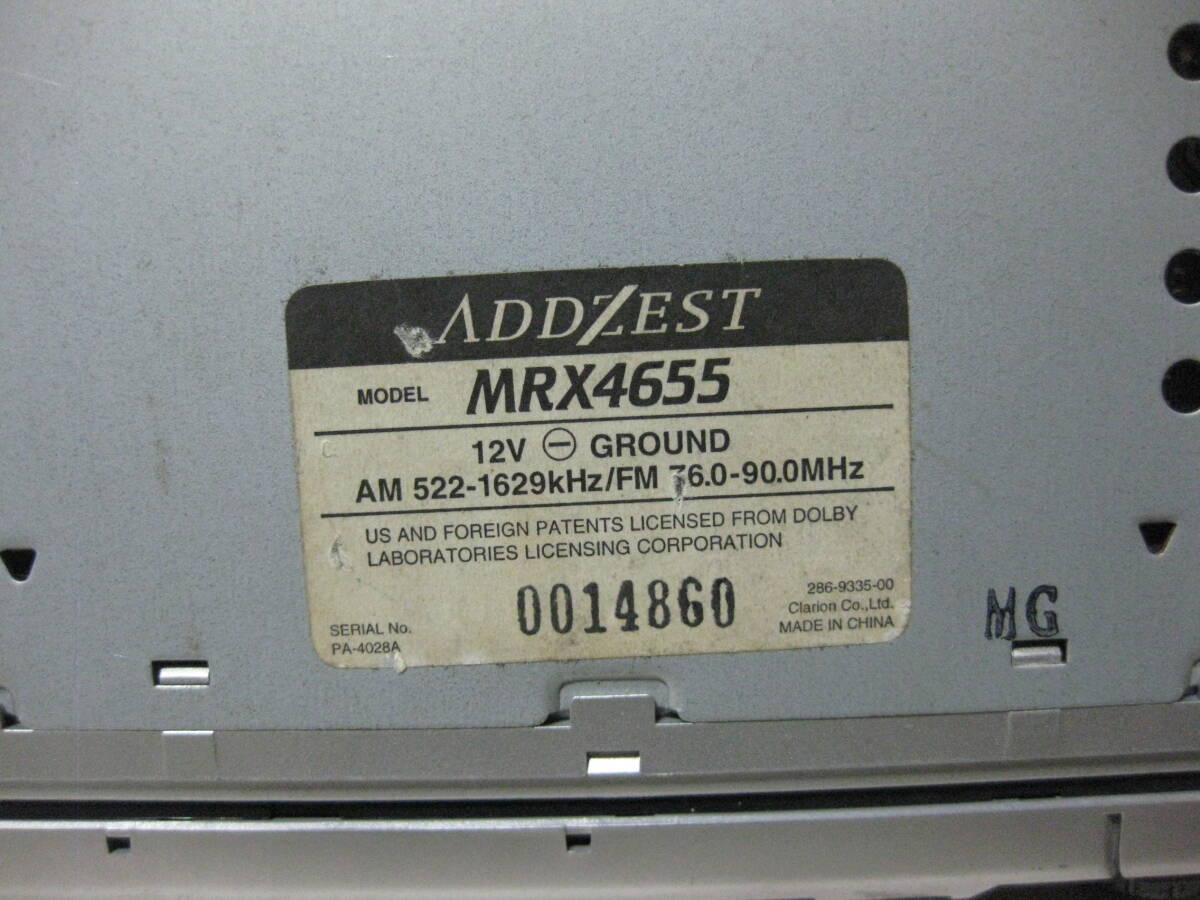 ADDZEST
MODEL MRX4655
12V ⊖ GROUND
AM 522-1629kHz/FM 76.0-90.0MHz
US AND FOREIGN PATENTS LICENSED FROM DOLBY
LABORATORIES LICENSING CORPORATION
0014860
SERIAL No.
PA-4028A
286-9335-00
Clarion Co.,Ltd.
MADE IN CHINA
MG